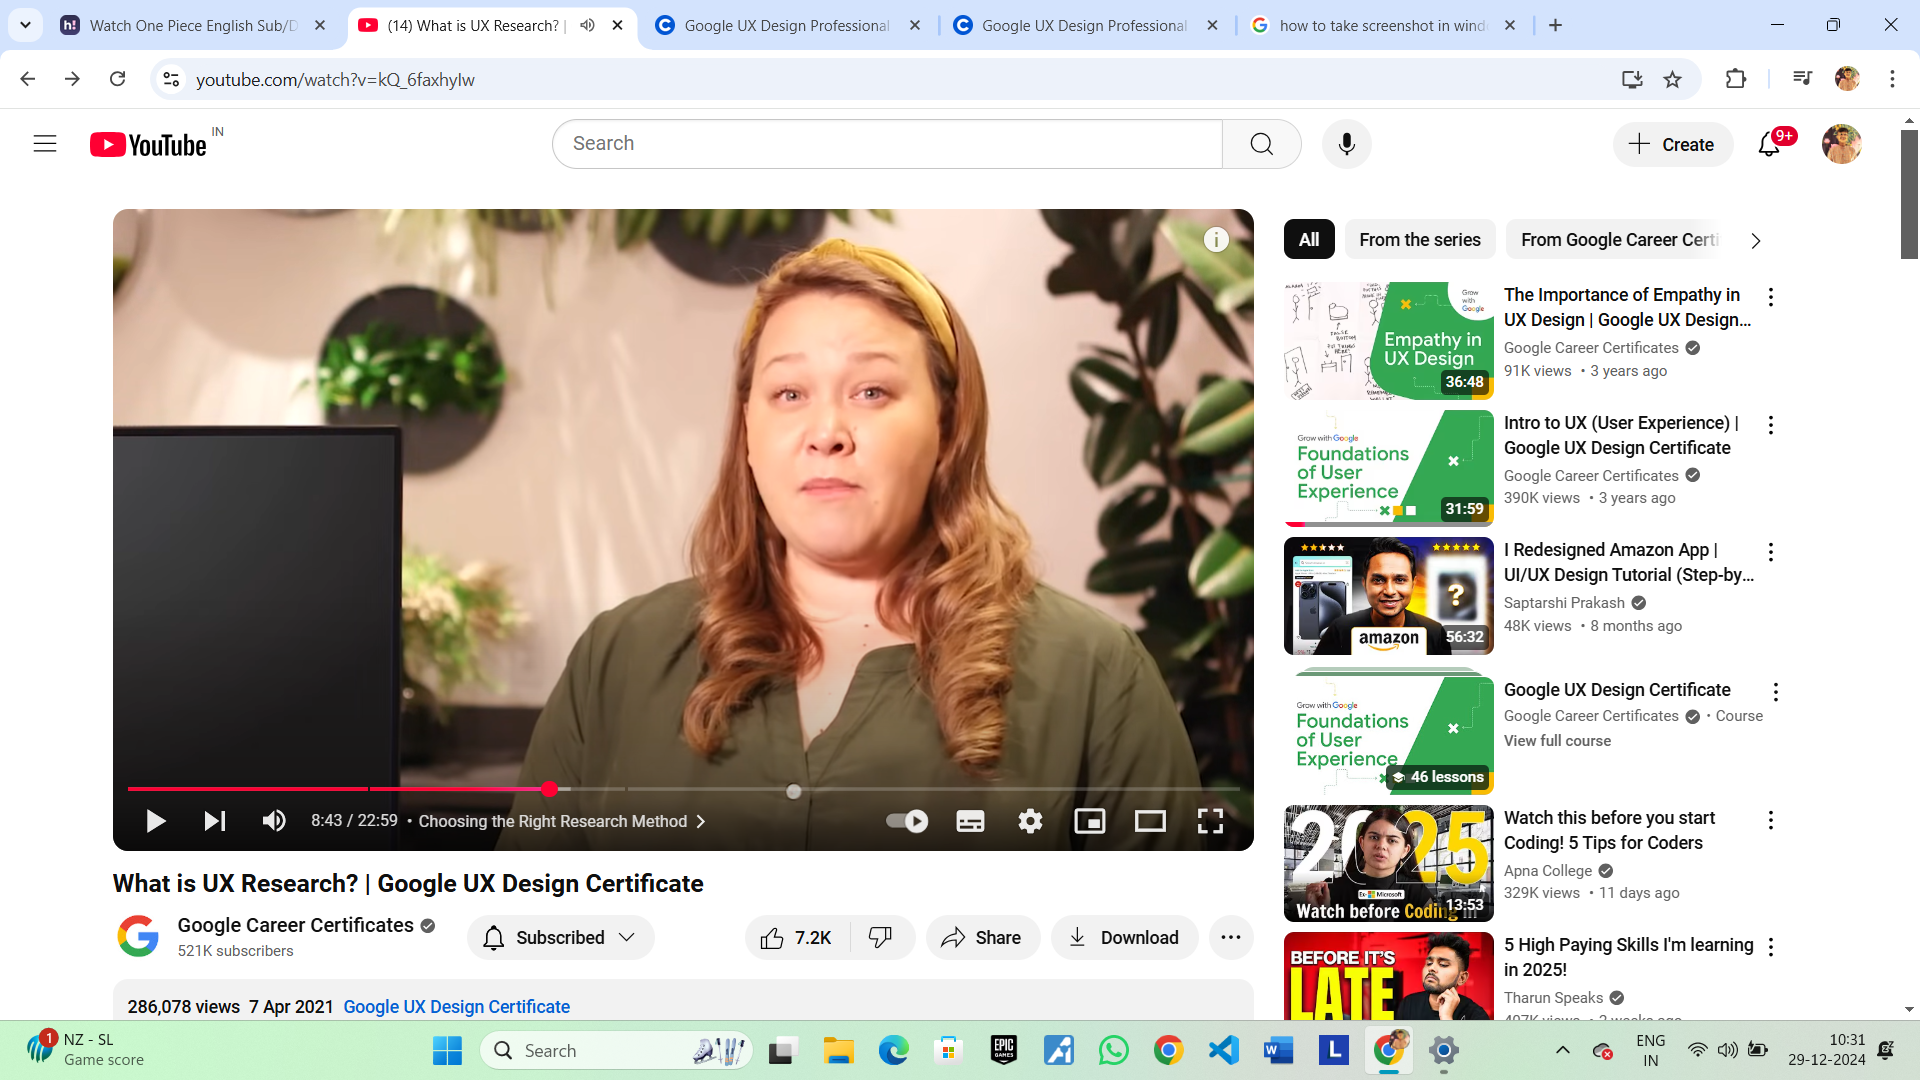 Watch One Piece English Sub/D
(14) What is UX Research? |
Google UX Design Professional
Google UX Design Professional
how to take screenshot in wind
youtube.com/watch?v=kQ_6faxhyIw
YouTube IN
Search
Create
9+
All
From the series
From Google Career Certi
Grow with Google
Empathy in
UX Design
36:48
The Importance of Empathy in
UX Design | Google UX Design...
Google Career Certificates
91K views • 3 years ago
Grow with Google
Foundations
of User
Experience
31:59
Intro to UX (User Experience) |
Google UX Design Certificate
Google Career Certificates
390K views • 3 years ago
amazon
56:32
I Redesigned Amazon App |
UI/UX Design Tutorial (Step-by...
Saptarshi Prakash
48K views • 8 months ago
Grow with Google
Foundations
of User
Experience
46 lessons
Google UX Design Certificate
Google Career Certificates • Course
View full course
2025
Ex- Microsoft
Watch before Coding in
13:53
Watch this before you start
Coding! 5 Tips for Coders
Apna College
329K views • 11 days ago
BEFORE IT'S
LATE
5 High Paying Skills I'm learning
in 2025!
Tharun Speaks
8:43 / 22:59 • Choosing the Right Research Method
What is UX Research? | Google UX Design Certificate
Google Career Certificates
521K subscribers
Subscribed
7.2K
Share
Download
286,078 views 7 Apr 2021 Google UX Design Certificate
1
NZ - SL
Game score
Search
EPIC
GAMES
W
L
ENG
IN
10:31
29-12-2024